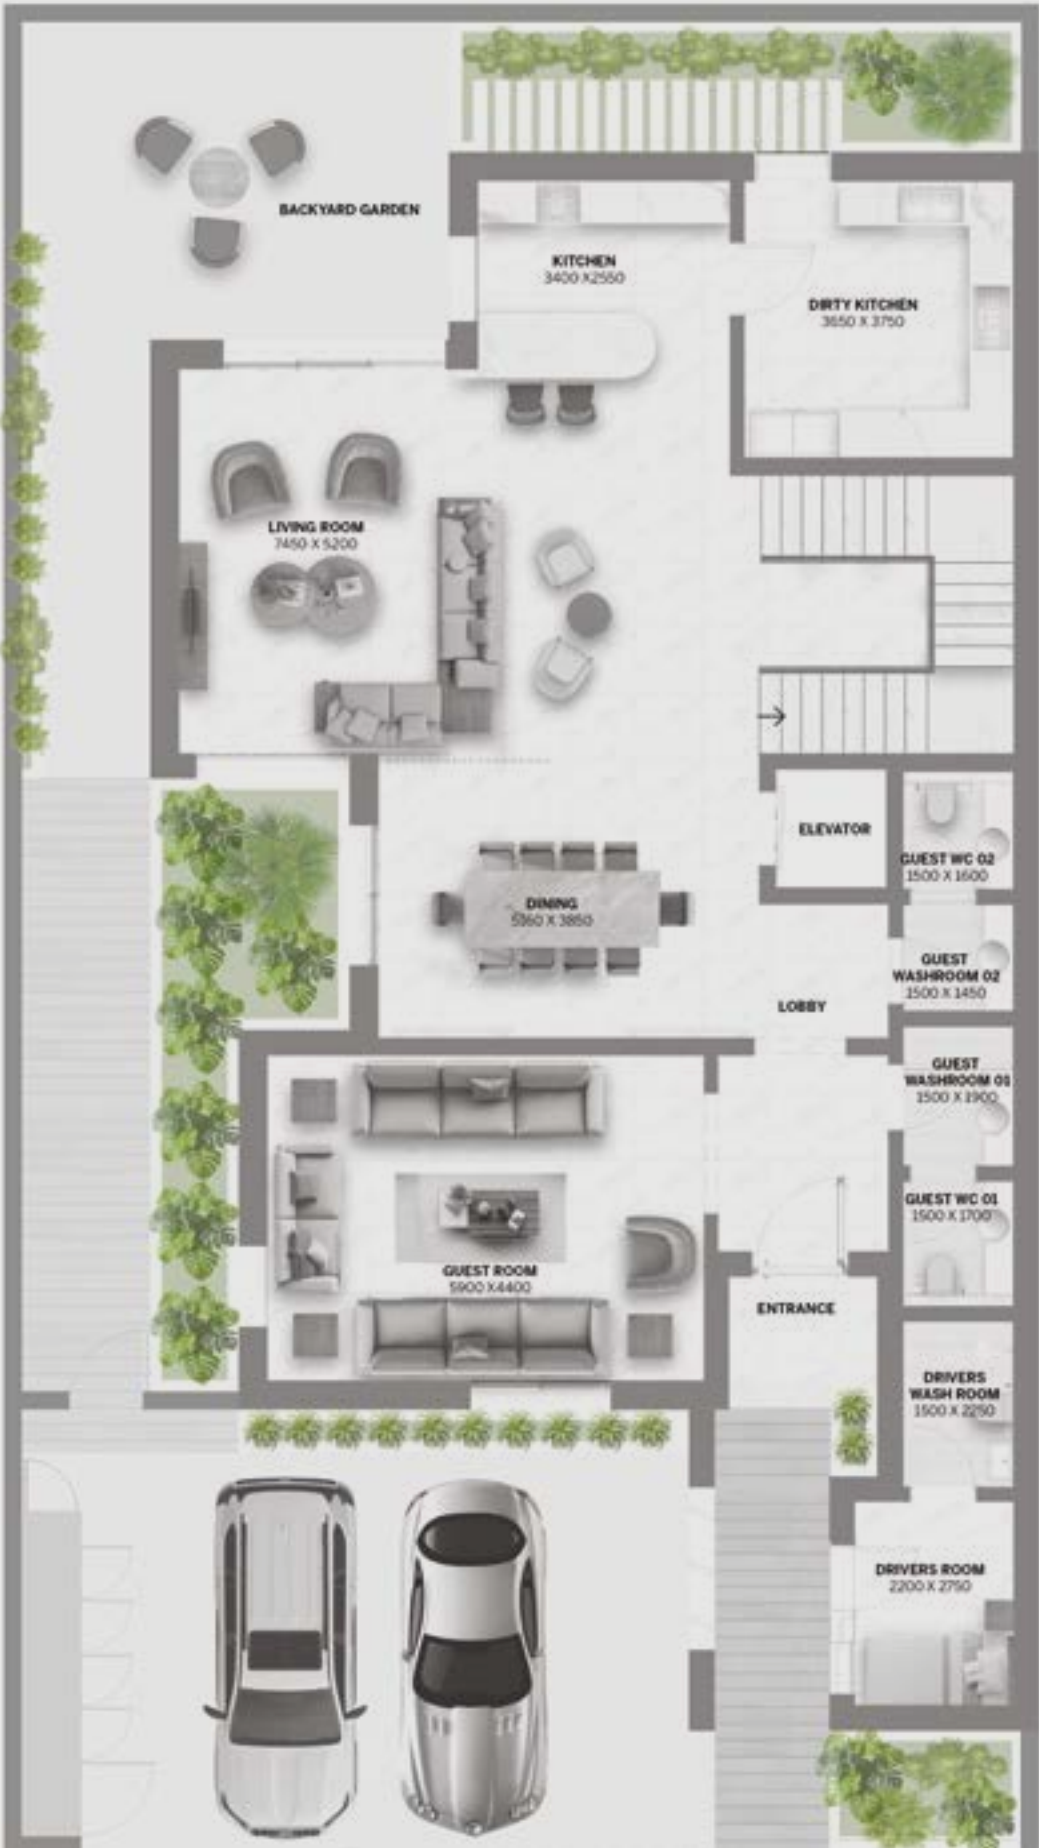 BACKYARD GARDEN
KITCHEN
3400 X2550
DIRTY KITCHEN
3650 X 3750
LIVING ROOM
7450 X 5200
ELEVATOR
GUEST WC 02
1500 X 1600
DINING
5160 X 3850
GUEST
WASHROOM 02
1500 X 1450
LOBBY
GUEST
WASHROOM 01
1500 X 1900
GUEST WC 01
1500 X 1700
GUEST ROOM
5900 X4400
ENTRANCE
DRIVERS
WASH ROOM
1500 X 2250
DRIVERS ROOM
2200 X 2750